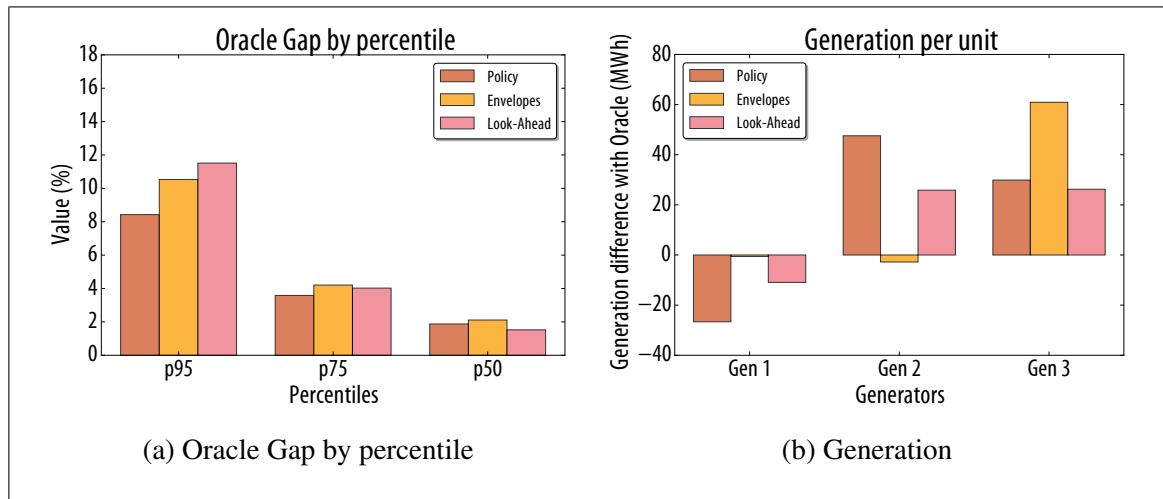 Oracle Gap by percentile
18
16
14
12
10
8
6
4
2
0
Value (%)
Policy
Envelopes
Look-Ahead
p95 p75 p50
Percentiles
(a) Oracle Gap by percentile
Generation per unit
80
60
40
20
0
−20
−40
Generation difference with Oracle (MWh)
Policy
Envelopes
Look-Ahead
Gen 1 Gen 2 Gen 3
Generators
(b) Generation